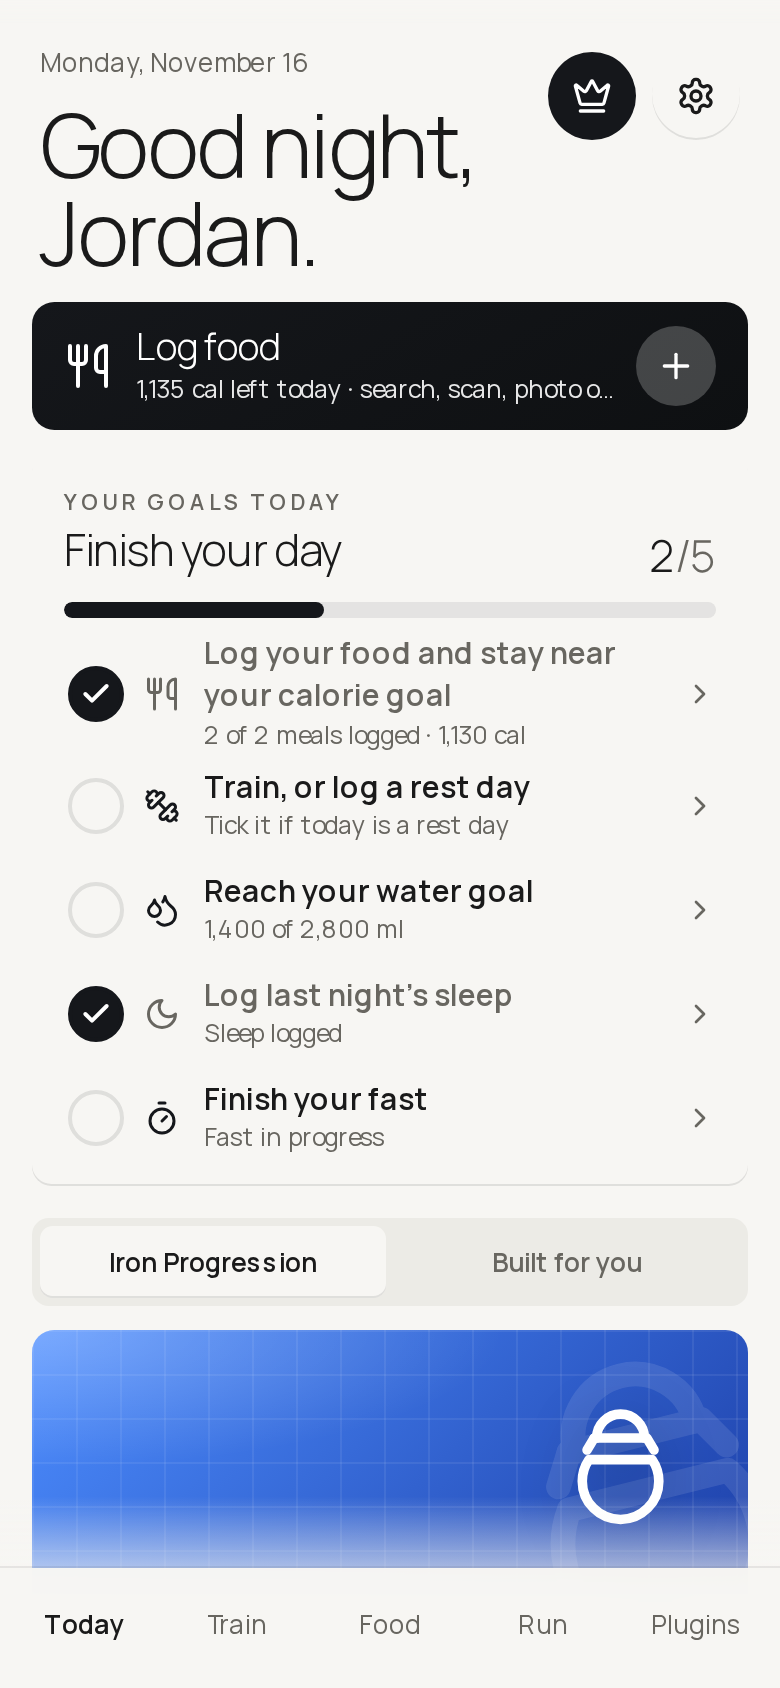 Monday, November 16
Good night,
Jordan.
Log food
1,135 cal left today · search, scan, photo o...
YOUR GOALS TODAY
Finish your day
2/5
Log your food and stay near
your calorie goal
2 of 2 meals logged · 1,130 cal
Train, or log a rest day
Tick it if today is a rest day
Reach your water goal
1,400 of 2,800 ml
Log last night's sleep
Sleep logged
Finish your fast
Fast in progress
Iron Progression
Built for you
Today
Train
Food
Run
Plugins